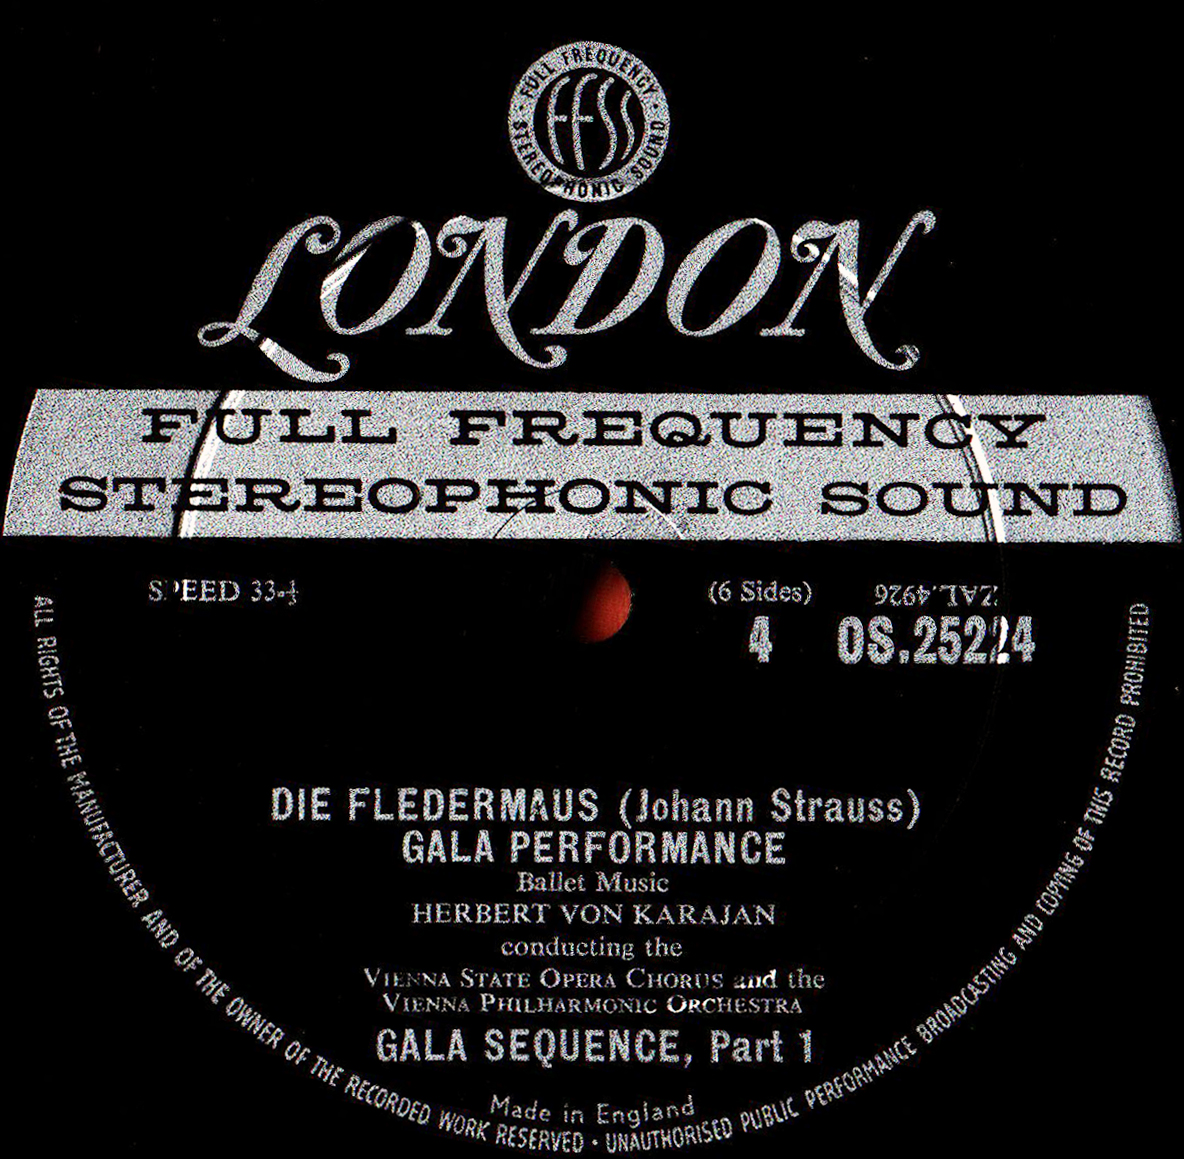 FULL FREQUENCY
STEREOPHONIC SOUND
FFSS
LONDON
FULL FREQUENCY
STEREOPHONIC SOUND
SPEED 33-⅓
(6 Sides)
ZAL.4926
4
OS.25224
DIE FLEDERMAUS (Johann Strauss)
GALA PERFORMANCE
Ballet Music
HERBERT VON KARAJAN
conducting the
VIENNA STATE OPERA CHORUS and the
VIENNA PHILHARMONIC ORCHESTRA
GALA SEQUENCE, Part 1
Made in England
ALL RIGHTS OF THE MANUFACTURER AND OF THE OWNER OF THE RECORDED WORK RESERVED · UNAUTHORISED PUBLIC PERFORMANCE BROADCASTING AND COPYING OF THIS RECORD PROHIBITED